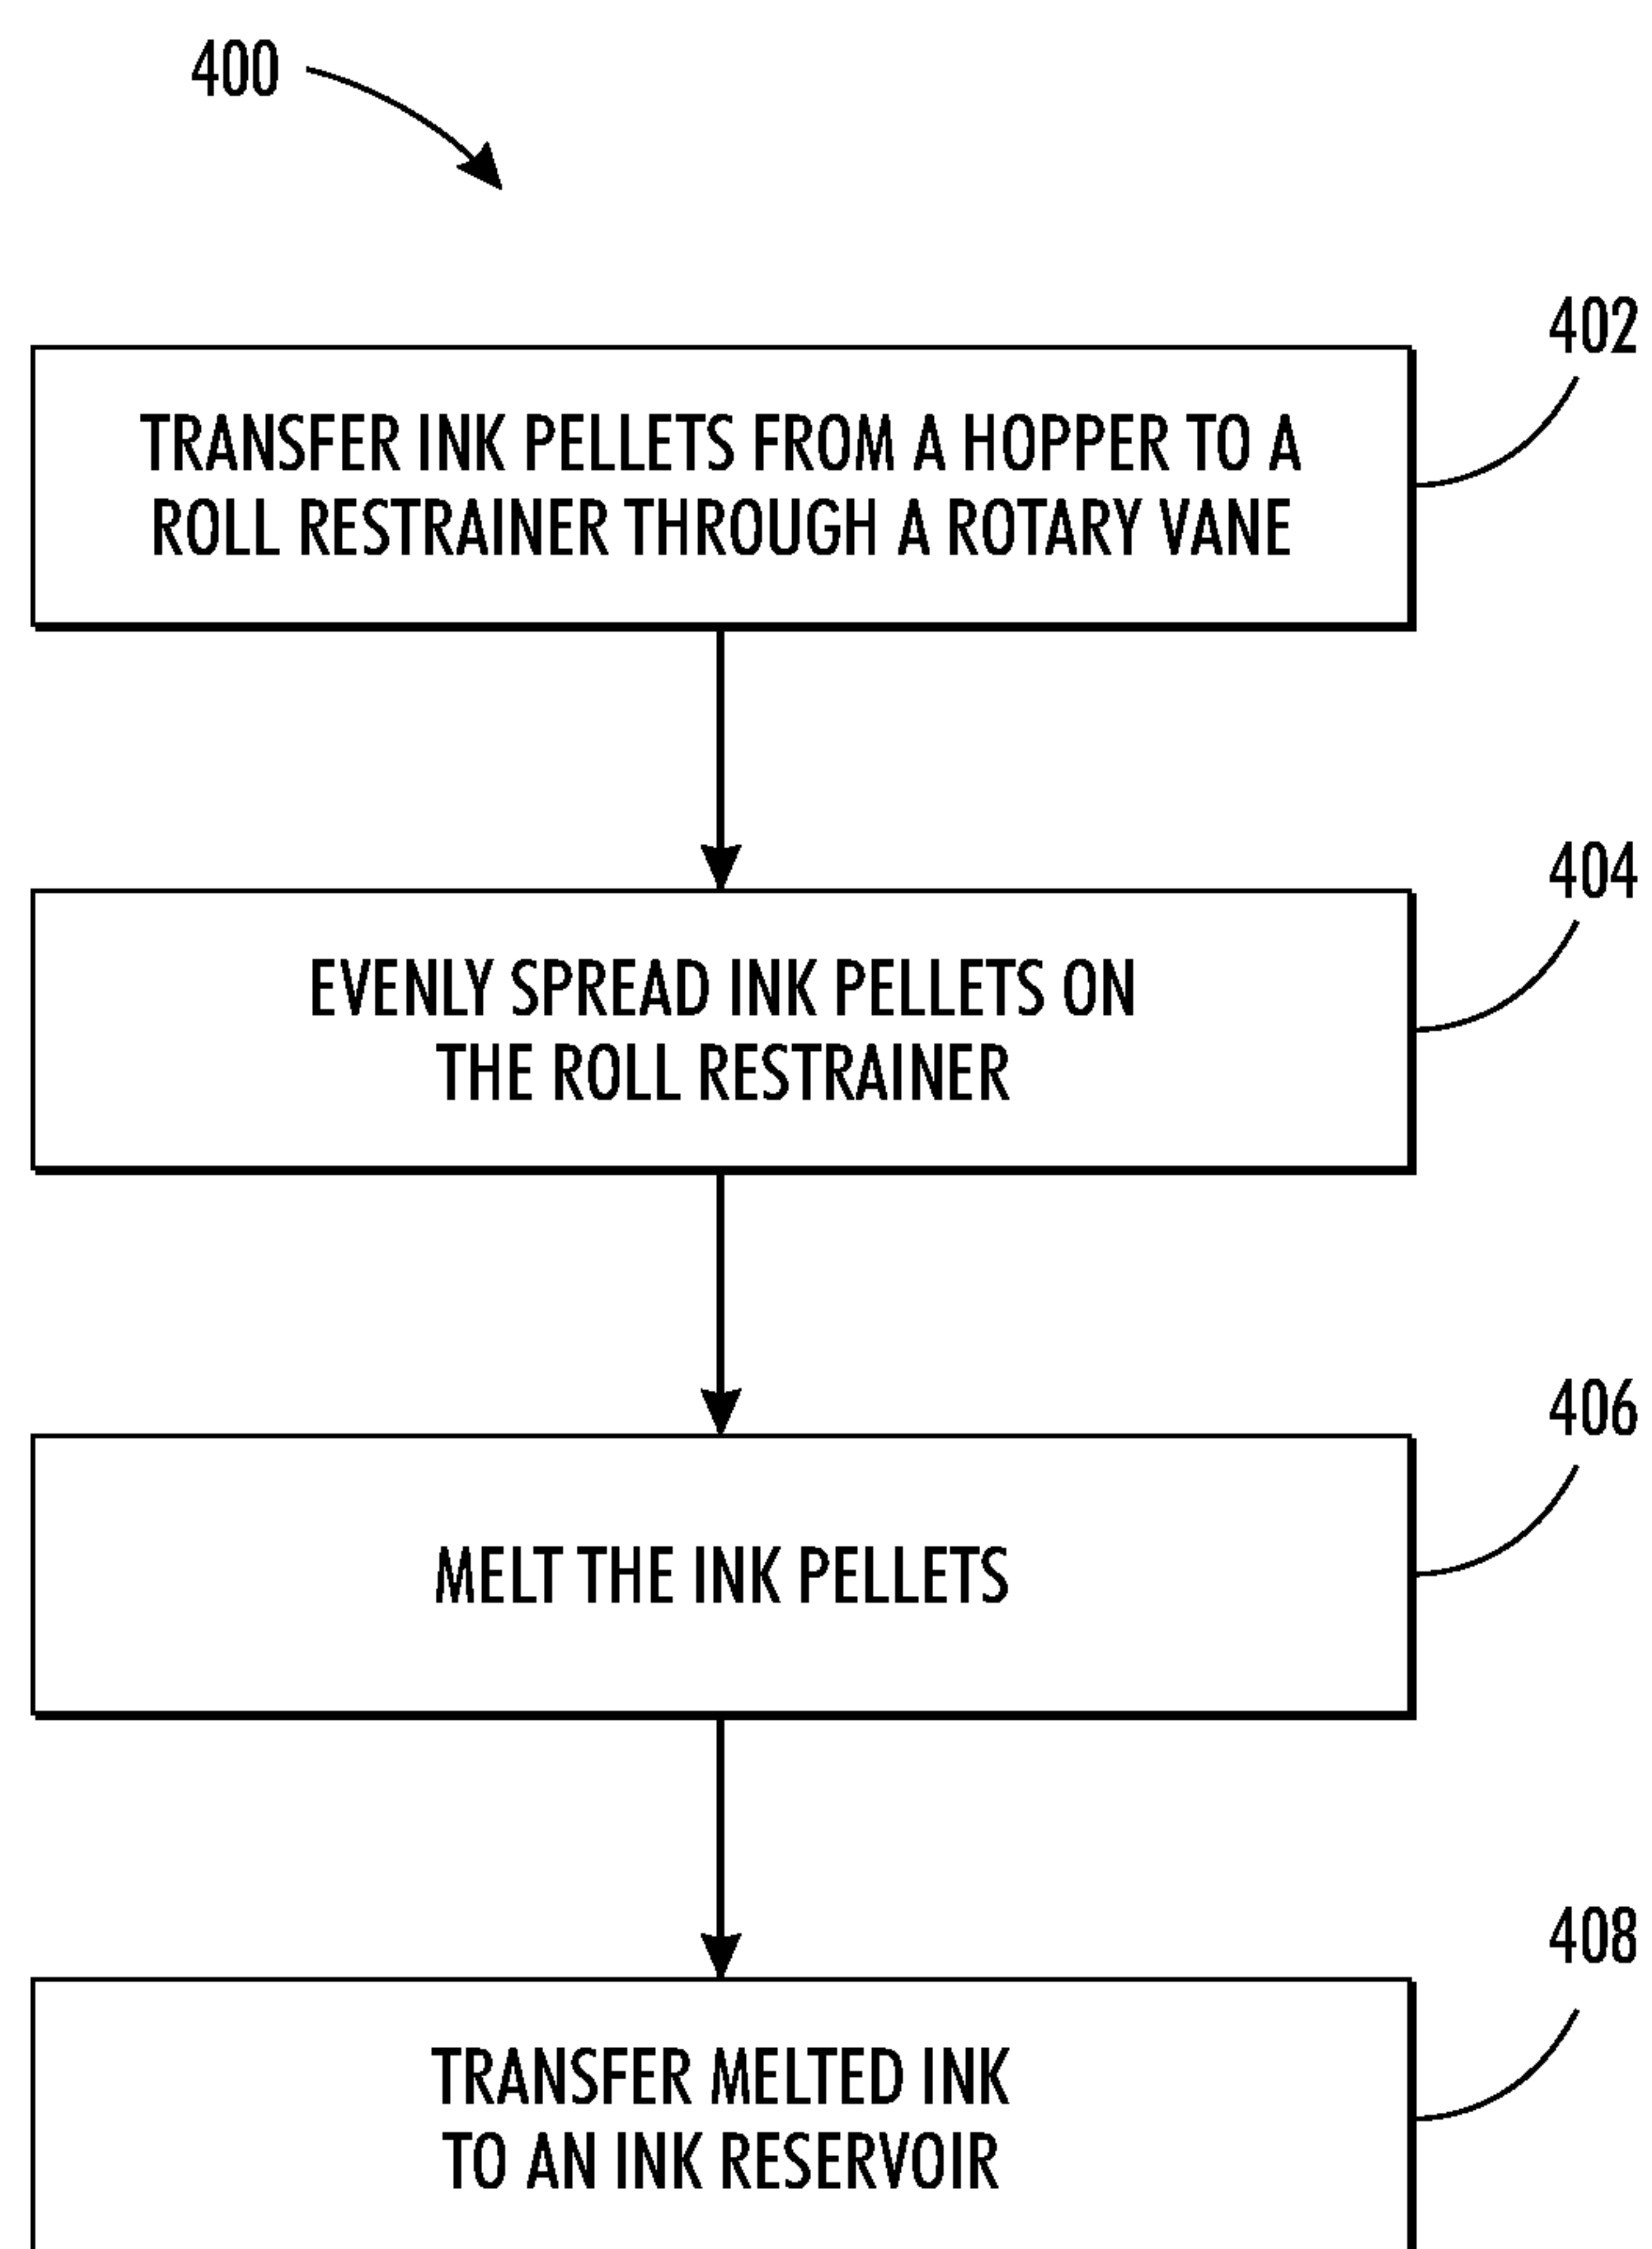 400
402
TRANSFER INK PELLETS FROM A HOPPER TO A
ROLL RESTRAINER THROUGH A ROTARY VANE
404
EVENLY SPREAD INK PELLETS ON
THE ROLL RESTRAINER
406
MELT THE INK PELLETS
408
TRANSFER MELTED INK
TO AN INK RESERVOIR